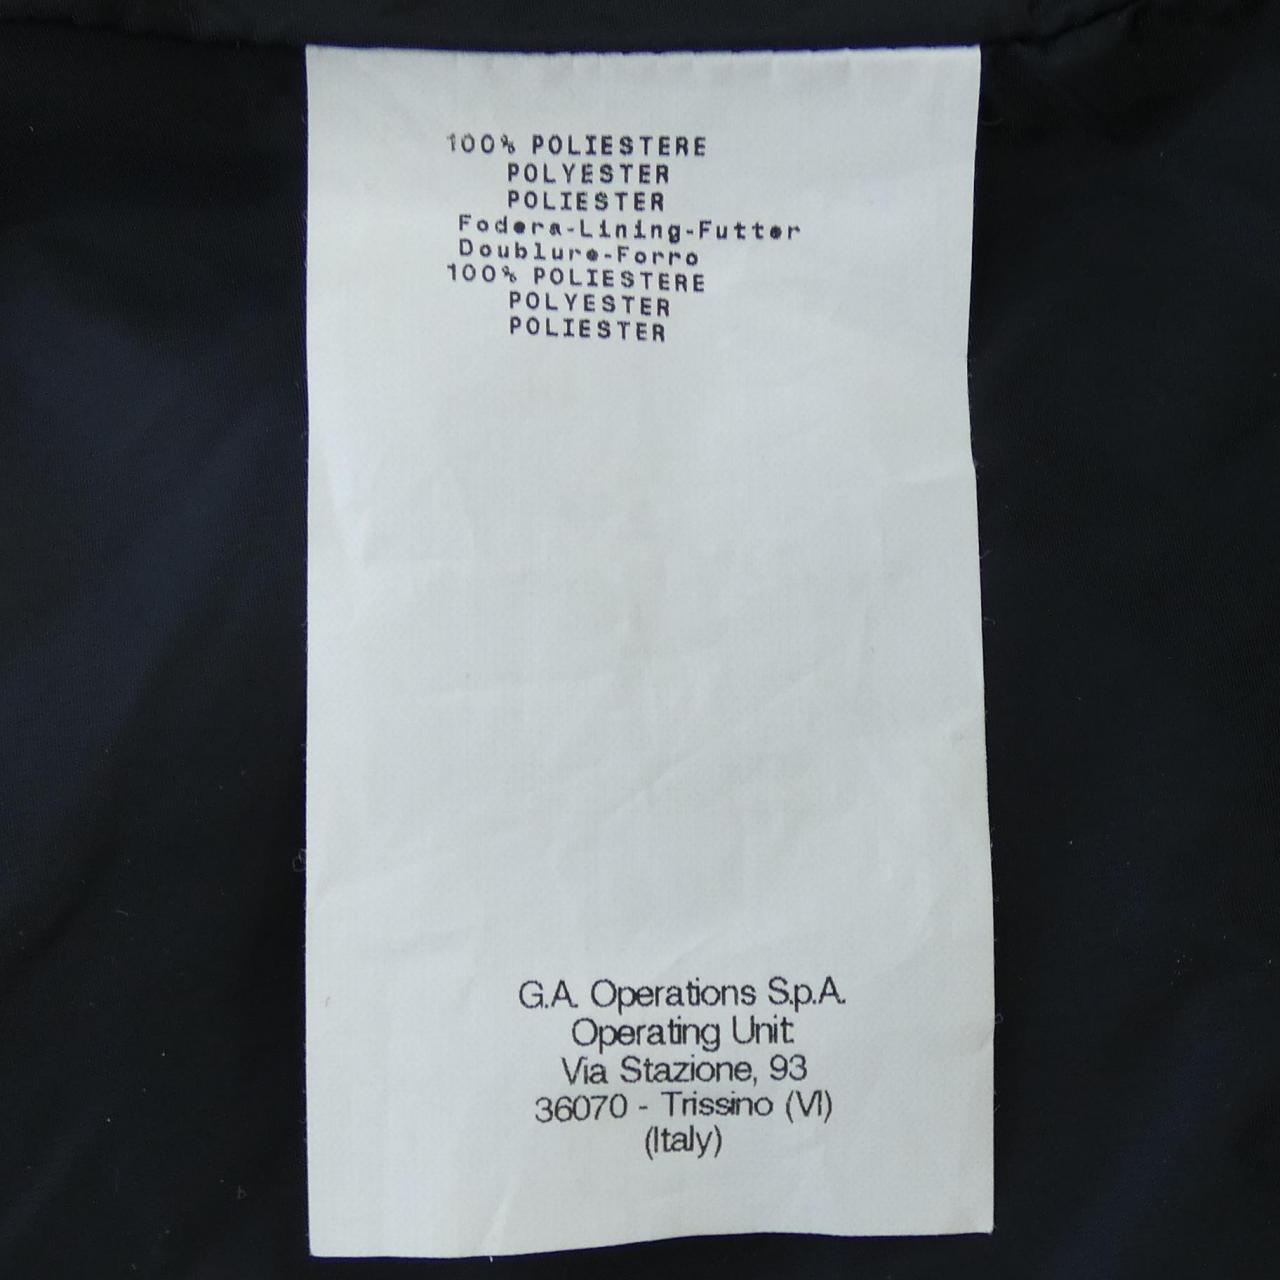 100% POLIESTERE
POLYESTER
POLIESTER
Fodera-Lining-Futter
Doublure-Forro
100% POLIESTERE
POLYESTER
POLIESTER
G.A. Operations S.p.A.
Operating Unit:
Via Stazione, 93
36070 - Trissino (VI)
(Italy)